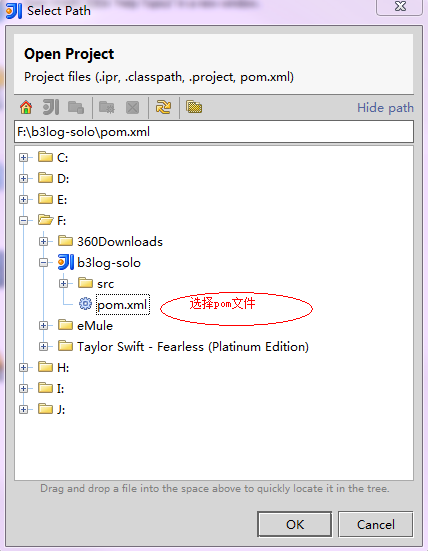 Select Path
Open Project
Project files (.ipr, .classpath, .project, pom.xml)
Hide path
F:\b3log-solo\pom.xml
C:
D:
E:
F:
360Downloads
b3log-solo
src
pom.xml
选择pom文件
eMule
Taylor Swift - Fearless (Platinum Edition)
H:
I:
J:
Drag and drop a file into the space above to quickly locate it in the tree.
OK
Cancel